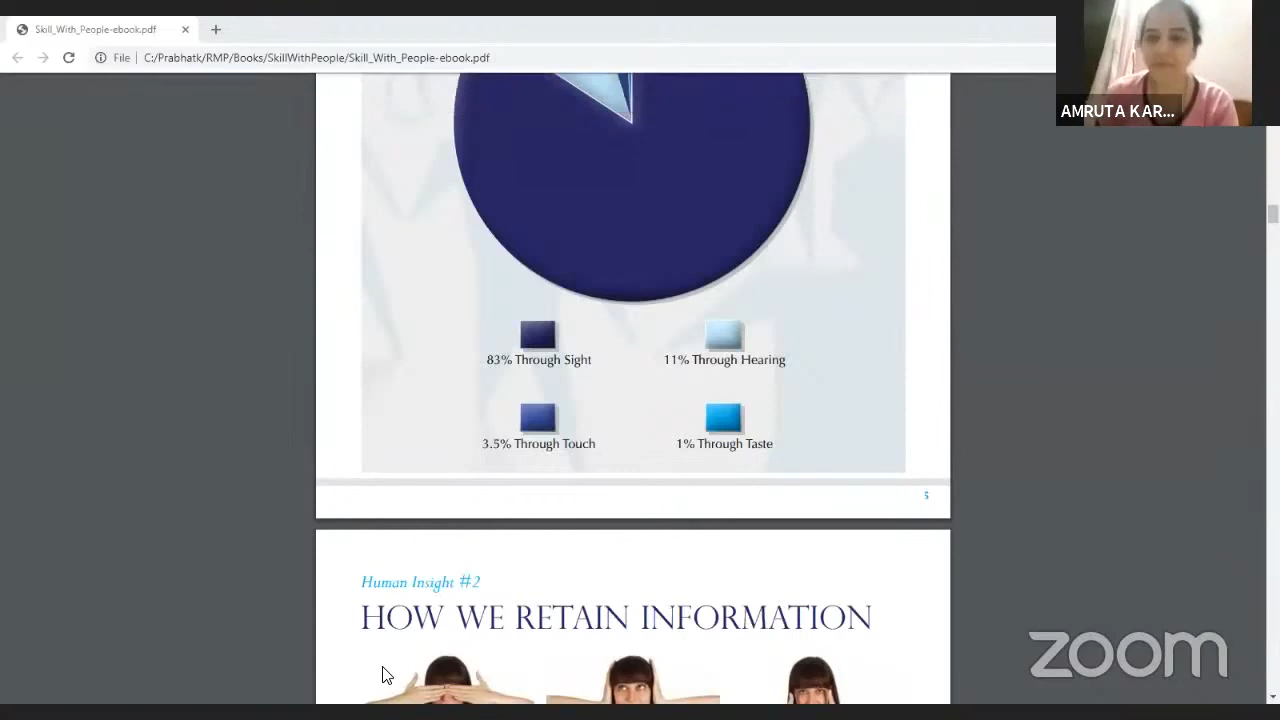 Skill_With_People-ebook.pdf
File C:/Prabhatk/RMP/Books/SkillWithPeople/Skill_With_People-ebook.pdf
AMRUTA KAR...
83% Through Sight
11% Through Hearing
3.5% Through Touch
1% Through Taste
5
Human Insight #2
HOW WE RETAIN INFORMATION
zoom